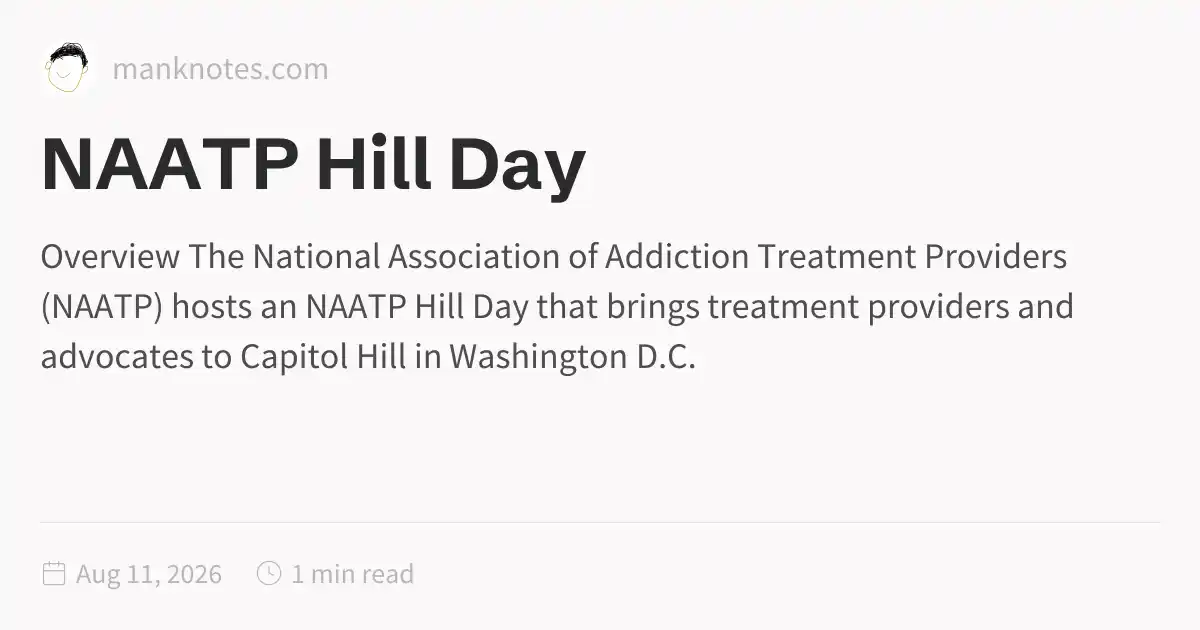 manknotes.com
NAATP Hill Day
Overview The National Association of Addiction Treatment Providers
(NAATP) hosts an NAATP Hill Day that brings treatment providers and
advocates to Capitol Hill in Washington D.C.
Aug 11, 2026 1 min read